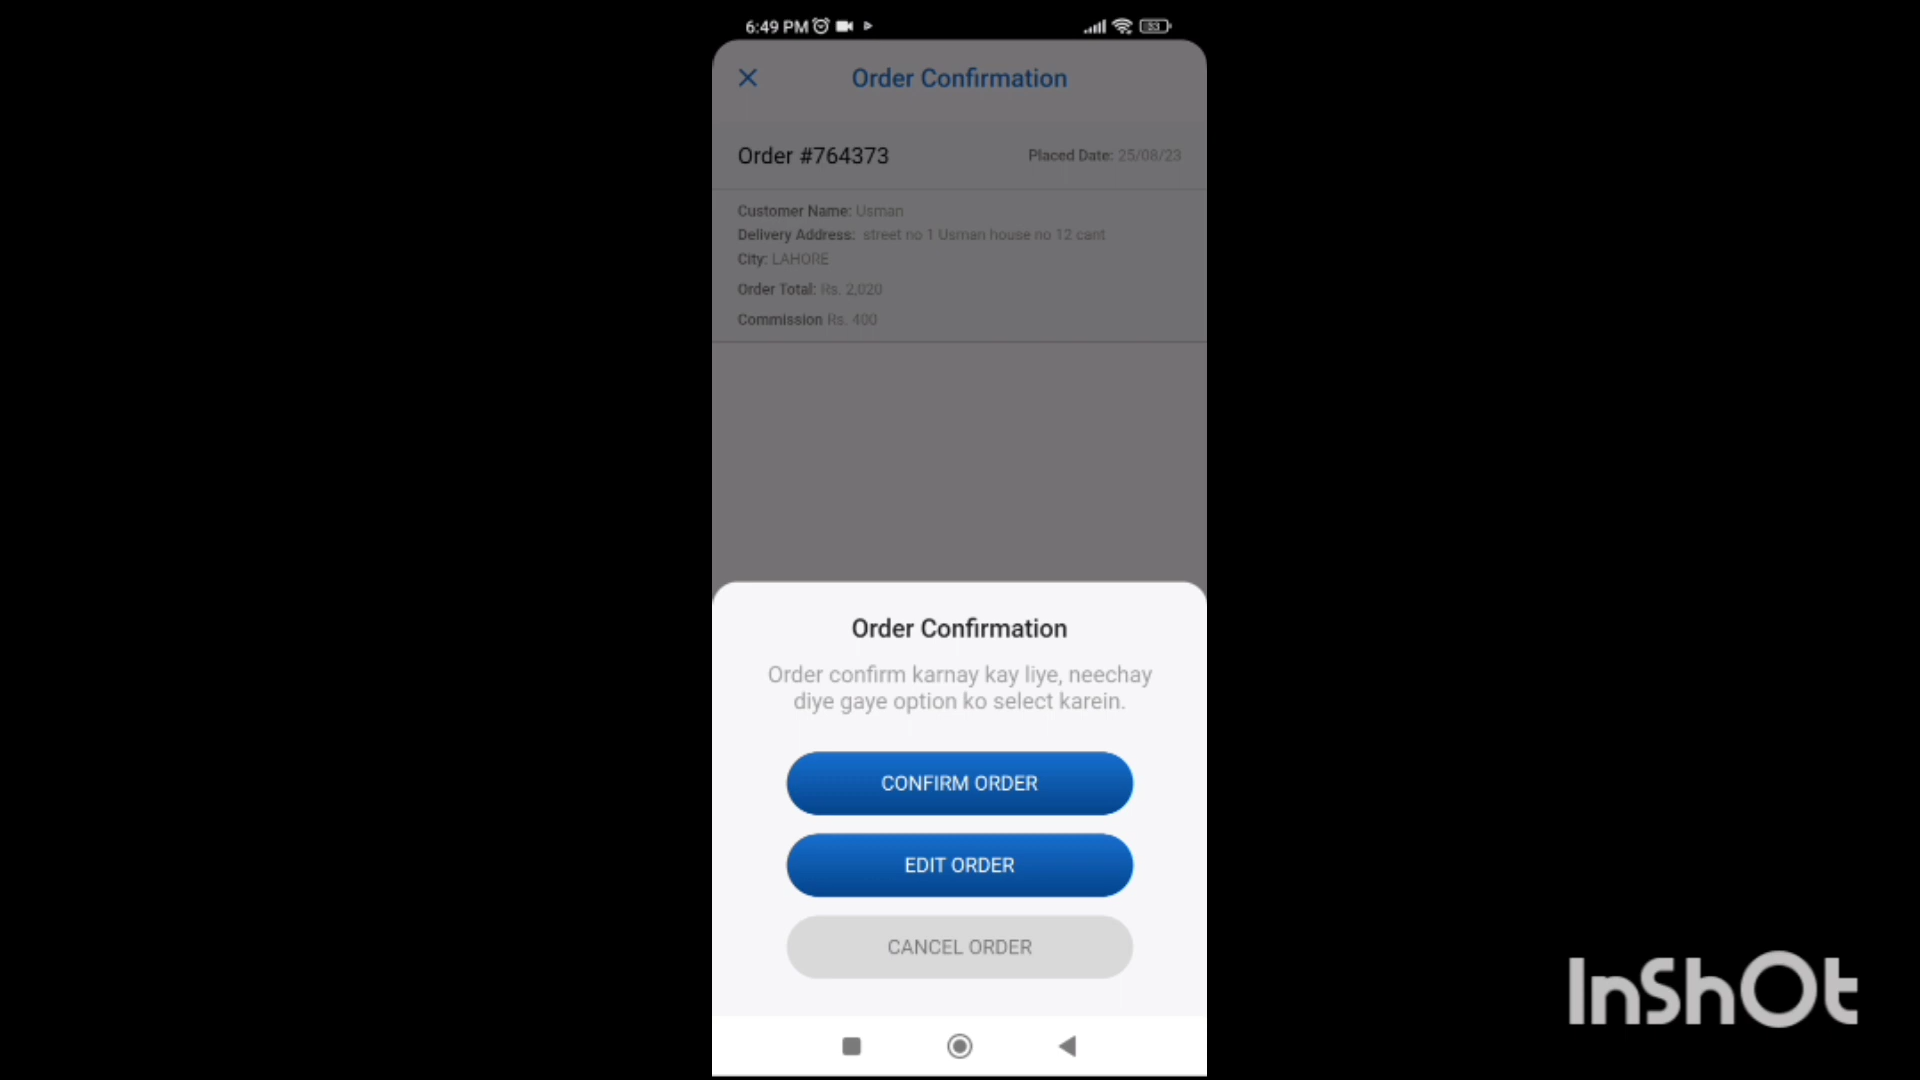 6:49 PM
33
Order Confirmation
Order #764373
Placed Date: 25/08/23
Customer Name: Usman
Delivery Address: street no 1 Usman house no 12 cant
City: LAHORE
Order Total: Rs. 2,020
Commission Rs. 400
Order Confirmation
Order confirm karnay kay liye, neechay
diye gaye option ko select karein.
CONFIRM ORDER
EDIT ORDER
CANCEL ORDER
InShOt